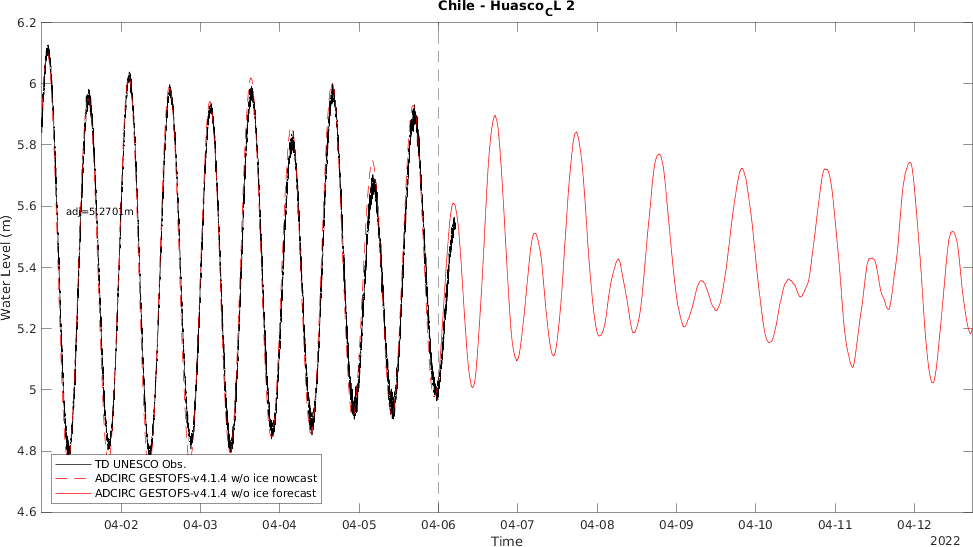 Chile - HuascoCL 2
6.2
6
5.8
5.6
5.4
5.2
5
4.8
4.6
Water Level (m)
adj=5.2701m
TD UNESCO Obs.
ADCIRC GESTOFS-v4.1.4 w/o ice nowcast
ADCIRC GESTOFS-v4.1.4 w/o ice forecast
04-02 04-03 04-04 04-05 04-06 04-07 04-08 04-09 04-10 04-11 04-12
Time
2022